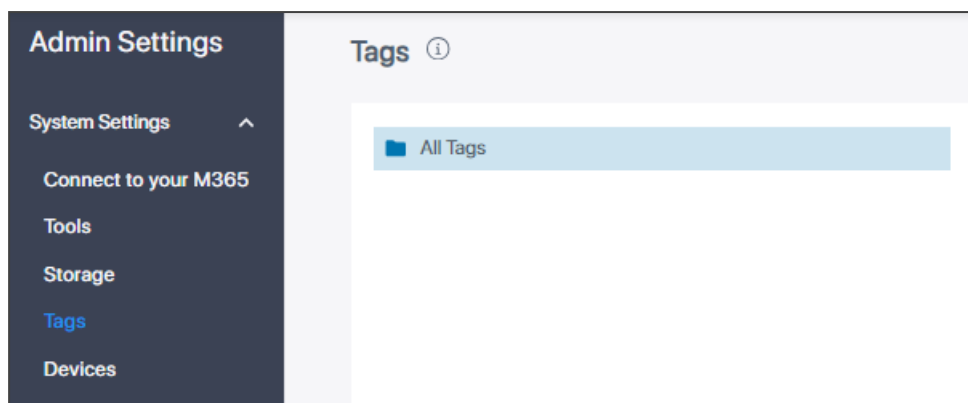 Admin Settings
Tags
System Settings
All Tags
Connect to your M365
Tools
Storage
Tags
Devices